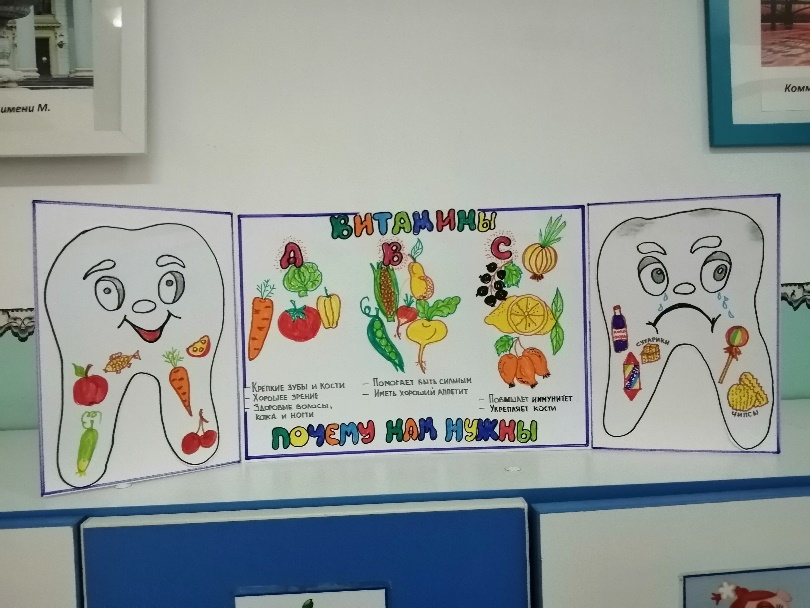 имени М.
Комм
ВИТАМИНЫ
А
В
С
- Крепкие зубы и кости
- Хорошее зрение
- Здоровые волосы,
кожа и ногти
- Помогает быть сильным
- Иметь хороший аппетит
- Повышает иммунитет
- Укрепляет кости
ПОЧЕМУ НАМ НУЖНЫ
СУХАРИКИ
ЧИПСЫ